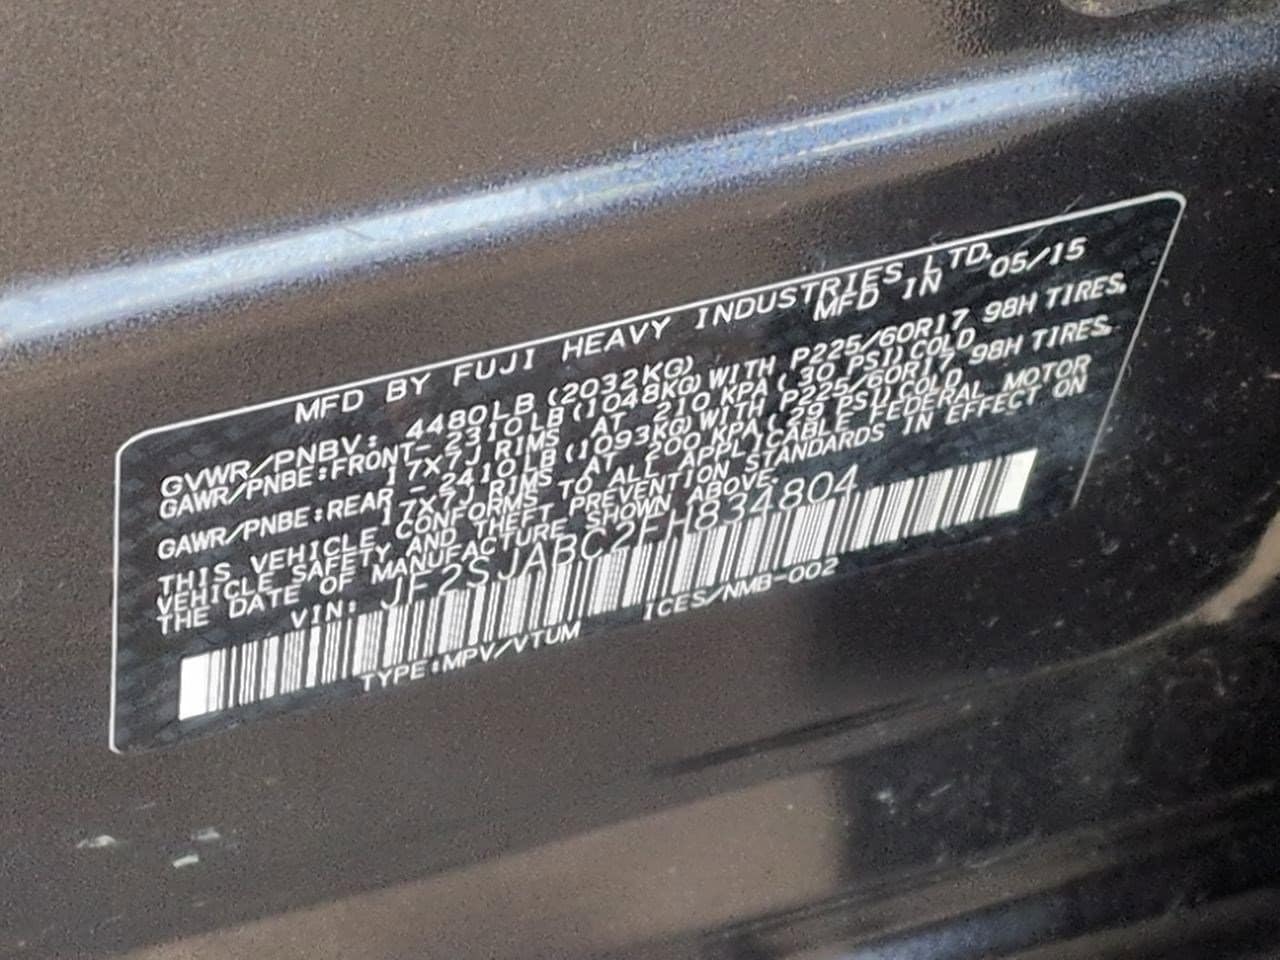 MFD BY FUJI HEAVY INDUSTRIES LTD.
MFD IN 05/15
GVWR/PNBV: 4480LB (2032KG)
GAWR/PNBE:FRONT- 2310LB (1048KG) WITH P225/60R17 98H TIRES,
17X7J RIMS AT 210 KPA ( 30 PSI) COLD
GAWR/PNBE:REAR - 2410LB (1093KG) WITH P225/60R17 98H TIRES,
17X7J RIMS AT 200 KPA ( 29 PSI) COLD
THIS VEHICLE CONFORMS TO ALL APPLICABLE FEDERAL MOTOR
VEHICLE SAFETY AND THEFT PREVENTION STANDARDS IN EFFECT ON
THE DATE OF MANUFACTURE SHOWN ABOVE.
VIN: JF2SJABC2FH834804
TYPE:MPV/VTUM ICES/NMB-002